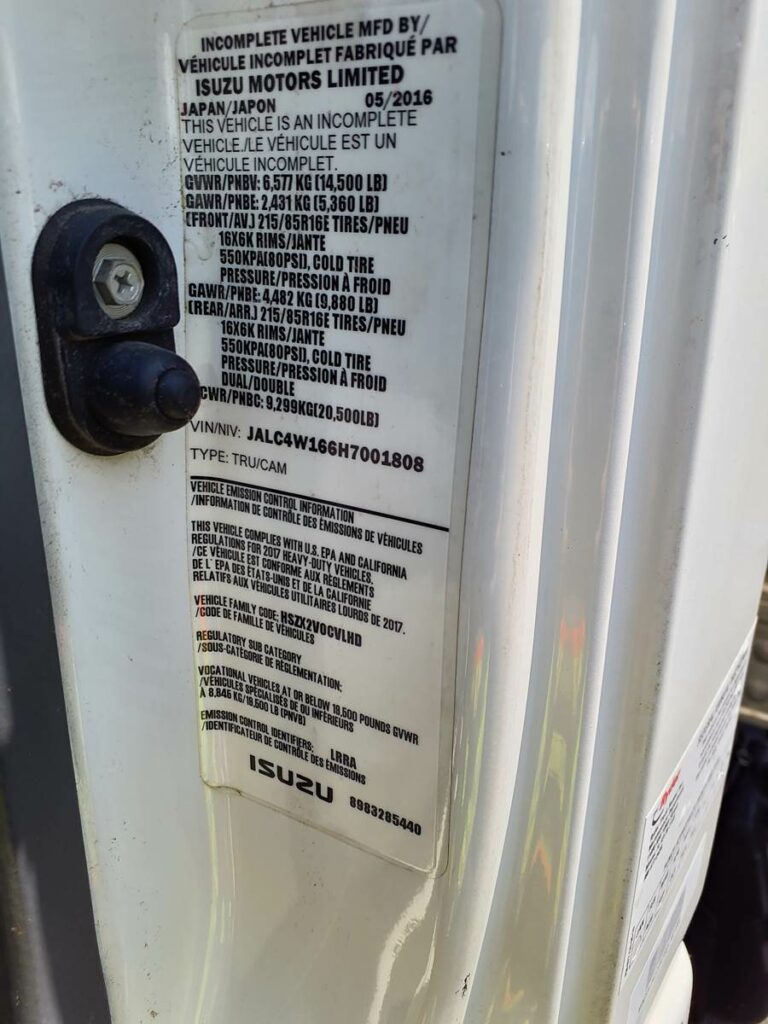 INCOMPLETE VEHICLE MFD BY/
VÉHICULE INCOMPLET FABRIQUÉ PAR
ISUZU MOTORS LIMITED
JAPAN/JAPON 05/2016
THIS VEHICLE IS AN INCOMPLETE
VEHICLE./LE VÉHICULE EST UN
VÉHICULE INCOMPLET.
GVWR/PNBV: 6,577 KG (14,500 LB)
GAWR/PNBE: 2,431 KG (5,360 LB)
(FRONT/AV.) 215/85R16E TIRES/PNEU
16X6K RIMS/JANTE
550KPA(80PSI), COLD TIRE
PRESSURE/PRESSION À FROID
GAWR/PNBE: 4,482 KG (9,880 LB)
(REAR/ARR.) 215/85R16E TIRES/PNEU
16X6K RIMS/JANTE
550KPA(80PSI), COLD TIRE
PRESSURE/PRESSION À FROID
DUAL/DOUBLE
CWR/PNBC: 9,299KG(20,500LB)
VIN/NIV: JALC4W166H7001808
TYPE: TRU/CAM
VEHICLE EMISSION CONTROL INFORMATION
/INFORMATION DE CONTRÔLE DES ÉMISSIONS DE VÉHICULES
THIS VEHICLE COMPLIES WITH U.S. EPA AND CALIFORNIA
REGULATIONS FOR 2017 HEAVY-DUTY VEHICLES.
/CE VÉHICULE EST CONFORME AUX RÈGLEMENTS
DE L' EPA DES ÉTATS-UNIS ET DE LA CALIFORNIE
RELATIFS AUX VÉHICULES UTILITAIRES LOURDS DE 2017.
VEHICLE FAMILY CODE: HSZX2VOCVLHD
/CODE DE FAMILLE DE VÉHICULES
REGULATORY SUB CATEGORY
/SOUS-CATÉGORIE DE RÉGLEMENTATION:
VOCATIONAL VEHICLES AT OR BELOW 19,500 POUNDS GVWR
/VÉHICULES SPÉCIALISÉS DE OU INFÉRIEURS
À 8,845 KG/19,500 LB (PNVB)
EMISSION CONTROL IDENTIFIERS: LRRA
/IDENTIFICATEUR DE CONTRÔLE DES ÉMISSIONS
ISUZU 8983285440